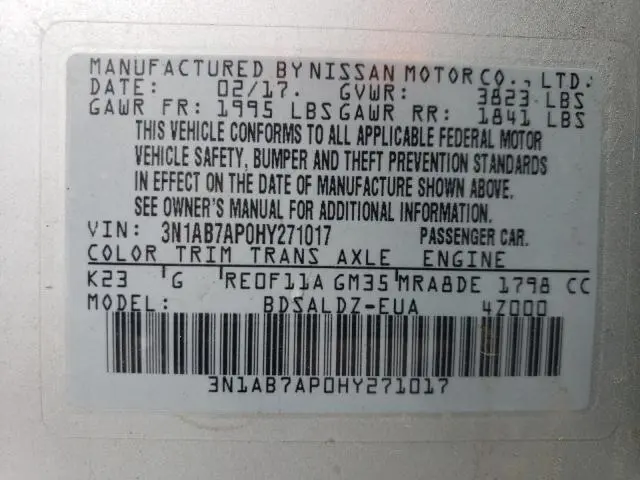 MANUFACTURED BY NISSAN MOTOR CO., LTD.
DATE: 02/17. GVWR: 3823 LBS
GAWR FR: 1995 LBS GAWR RR: 1841 LBS
THIS VEHICLE CONFORMS TO ALL APPLICABLE FEDERAL MOTOR
VEHICLE SAFETY, BUMPER AND THEFT PREVENTION STANDARDS
IN EFFECT ON THE DATE OF MANUFACTURE SHOWN ABOVE.
SEE OWNER'S MANUAL FOR ADDITIONAL INFORMATION.
VIN: 3N1AB7AP0HY271017 PASSENGER CAR.
COLOR TRIM TRANS AXLE ENGINE
K23 G RE0F11A GM35 MRA8DE 1798 CC
MODEL: BDSALDZ-EUA 4Z000
3N1AB7AP0HY271017